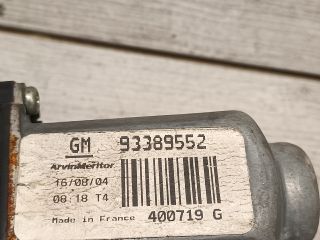 GM 93389552
ArvinMeritor
16/08/04
08:18 T4
Made in France 400719 G